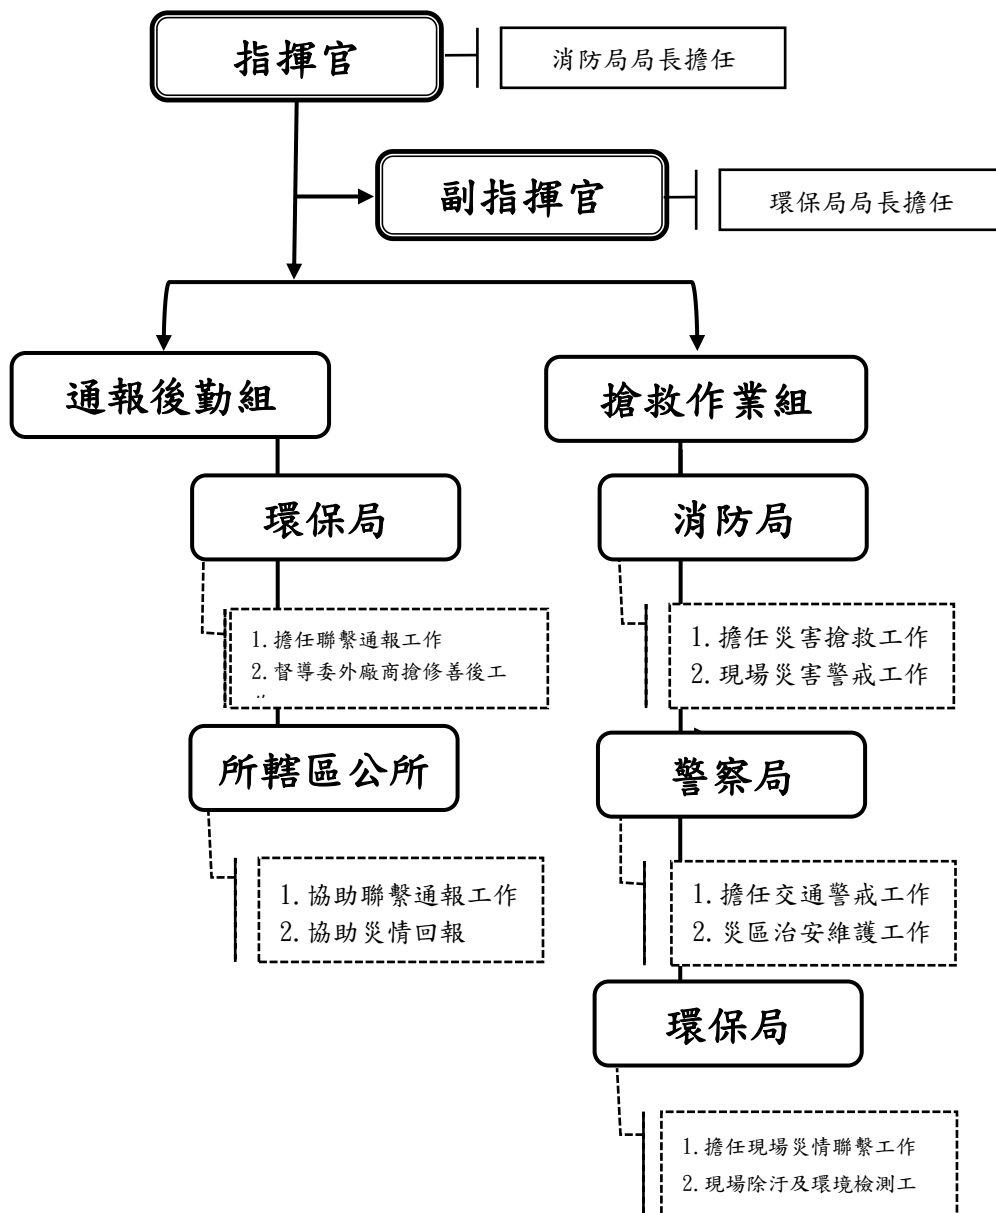 指揮官
消防局局長擔任
副指揮官
環保局局長擔任
通報後勤組
搶救作業組
環保局
消防局
1.擔任聯繫通報工作
2.督導委外廠商搶修善後工
1.擔任災害搶救工作
2.現場災害警戒工作
所轄區公所
警察局
1.協助聯繫通報工作
2.協助災情回報
1.擔任交通警戒工作
2.災區治安維護工作
環保局
1.擔任現場災情聯繫工作
2.現場除汙及環境檢測工